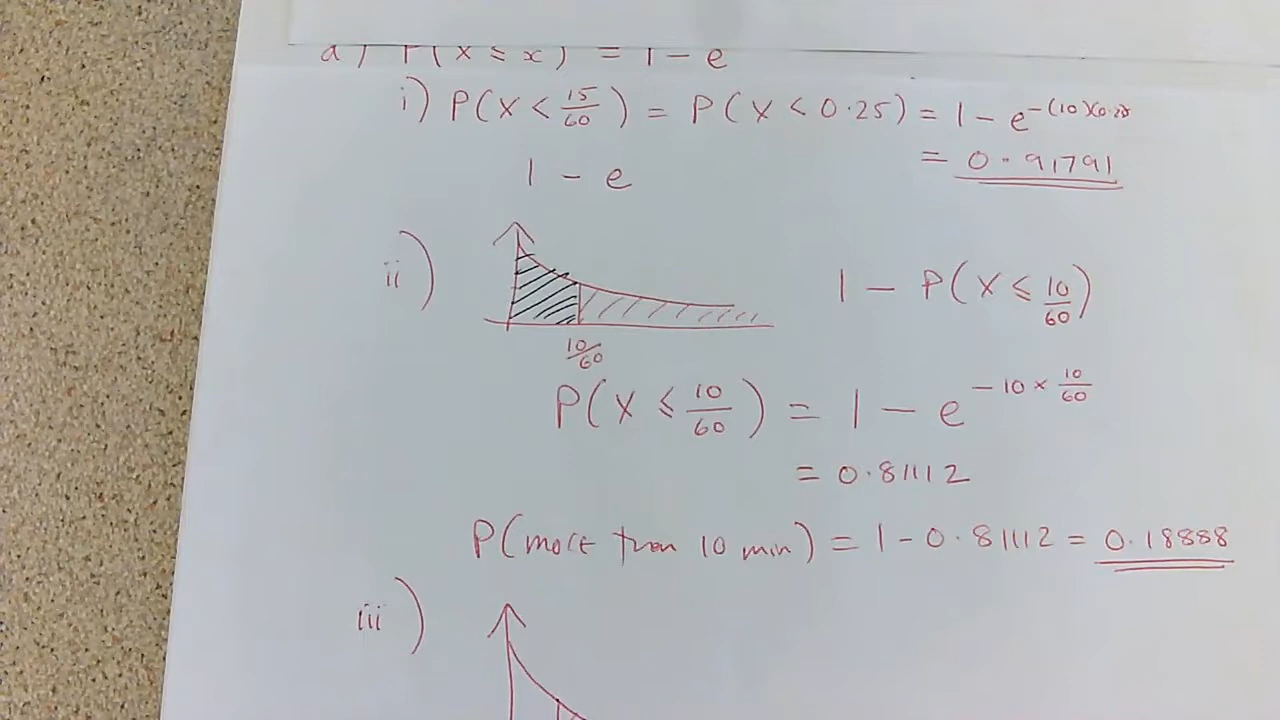 a) P(X ≤ x) = 1 - e
i) P(X < 15/60) = P(X < 0.25) = 1 - e^-(10)(0.25)
= 0.91791
1 - e
ii)
1 - P(X ≤ 10/60)
10/60
P(X ≤ 10/60) = 1 - e^-10 × 10/60
= 0.81112
P(more than 10 min) = 1 - 0.81112 = 0.18888
iii)